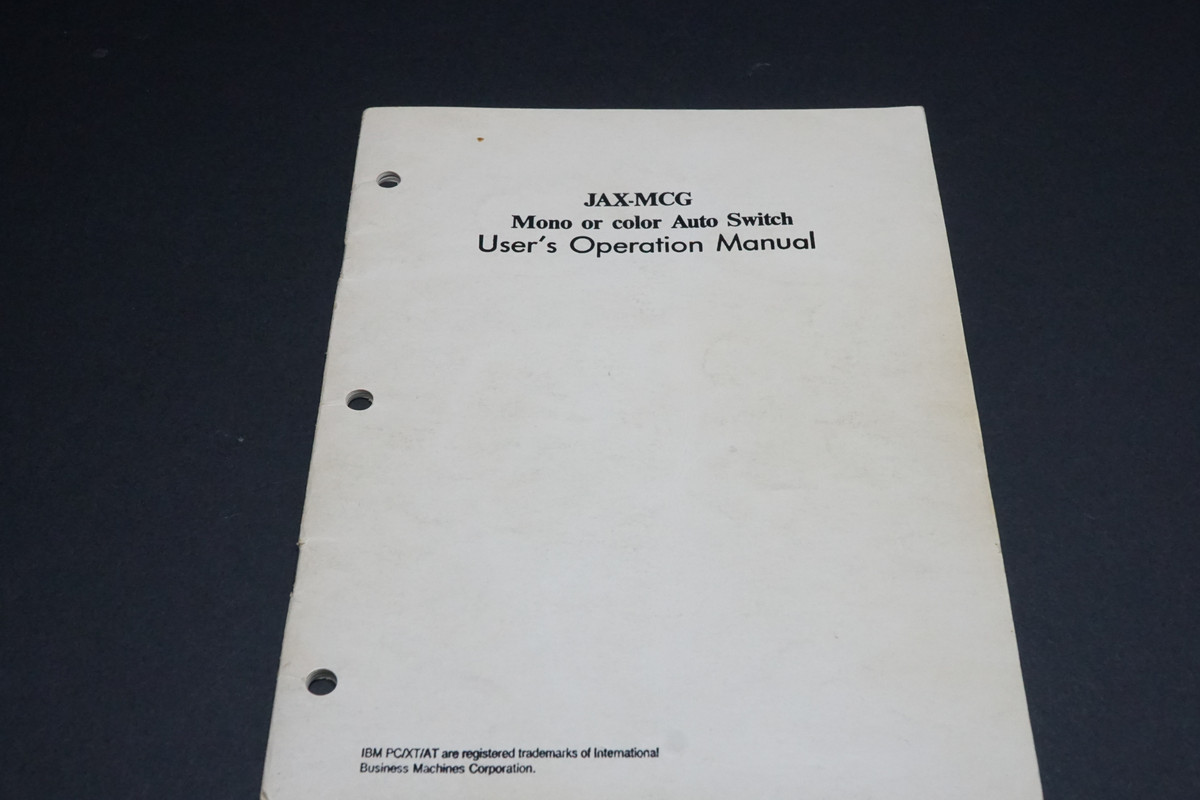 JAX-MCG
Mono or color Auto Switch
User's Operation Manual
IBM PC/XT/AT are registered trademarks of International
Business Machines Corporation.